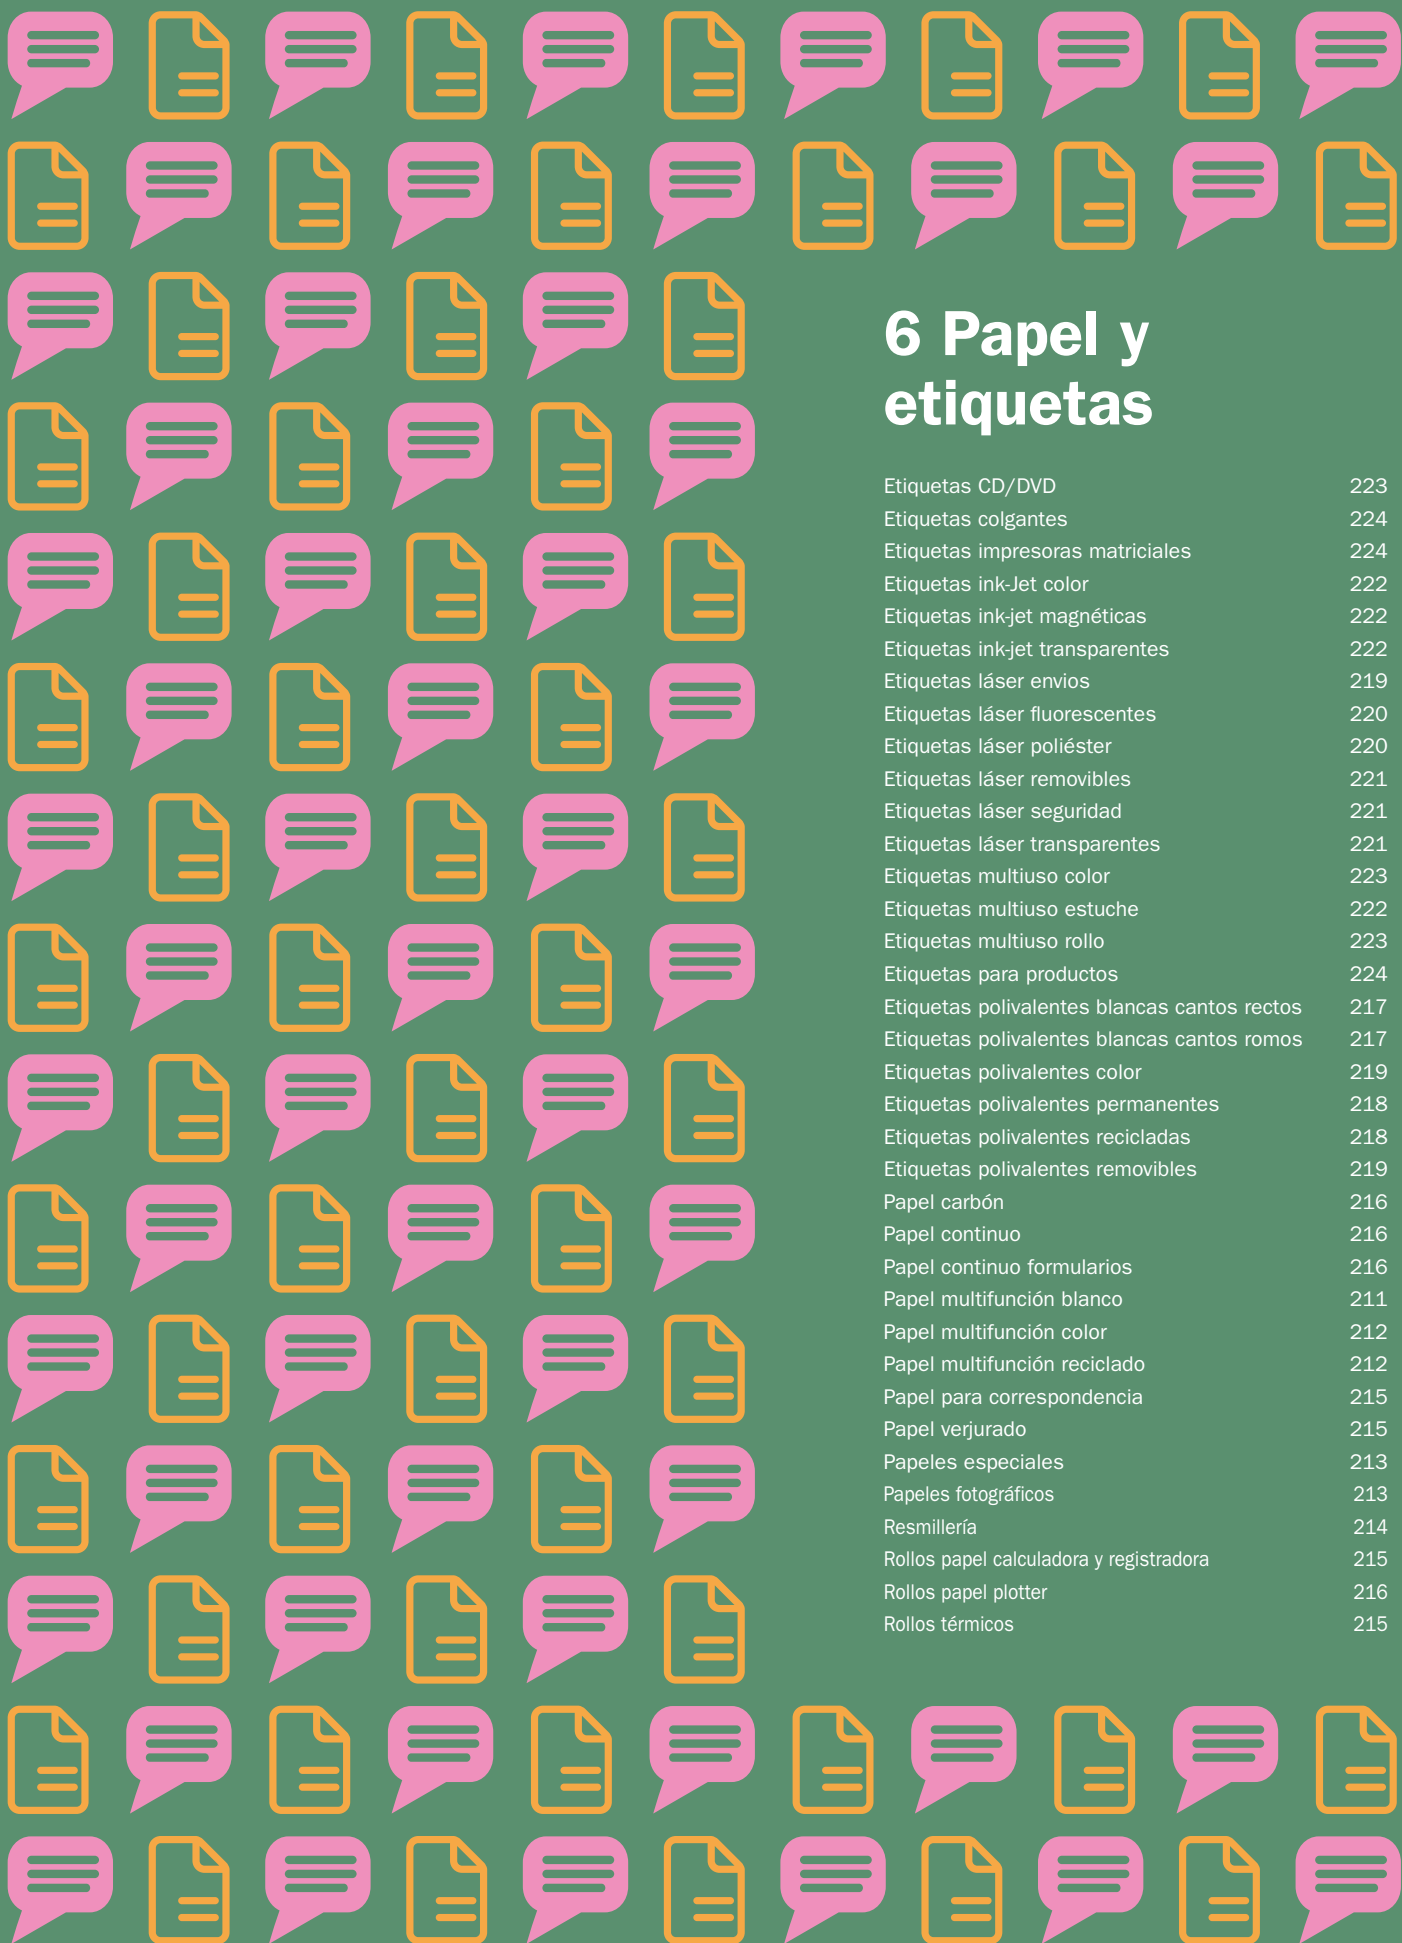 6 Papel y
etiquetas
Etiquetas CD/DVD 223
Etiquetas colgantes 224
Etiquetas impresoras matriciales 224
Etiquetas ink-Jet color 222
Etiquetas ink-jet magnéticas 222
Etiquetas ink-jet transparentes 222
Etiquetas láser envios 219
Etiquetas láser fluorescentes 220
Etiquetas láser poliéster 220
Etiquetas láser removibles 221
Etiquetas láser seguridad 221
Etiquetas láser transparentes 221
Etiquetas multiuso color 223
Etiquetas multiuso estuche 222
Etiquetas multiuso rollo 223
Etiquetas para productos 224
Etiquetas polivalentes blancas cantos rectos 217
Etiquetas polivalentes blancas cantos romos 217
Etiquetas polivalentes color 219
Etiquetas polivalentes permanentes 218
Etiquetas polivalentes recicladas 218
Etiquetas polivalentes removibles 219
Papel carbón 216
Papel continuo 216
Papel continuo formularios 216
Papel multifunción blanco 211
Papel multifunción color 212
Papel multifunción reciclado 212
Papel para correspondencia 215
Papel verjurado 215
Papeles especiales 213
Papeles fotográficos 213
Resmillería 214
Rollos papel calculadora y registradora 215
Rollos papel plotter 216
Rollos térmicos 215